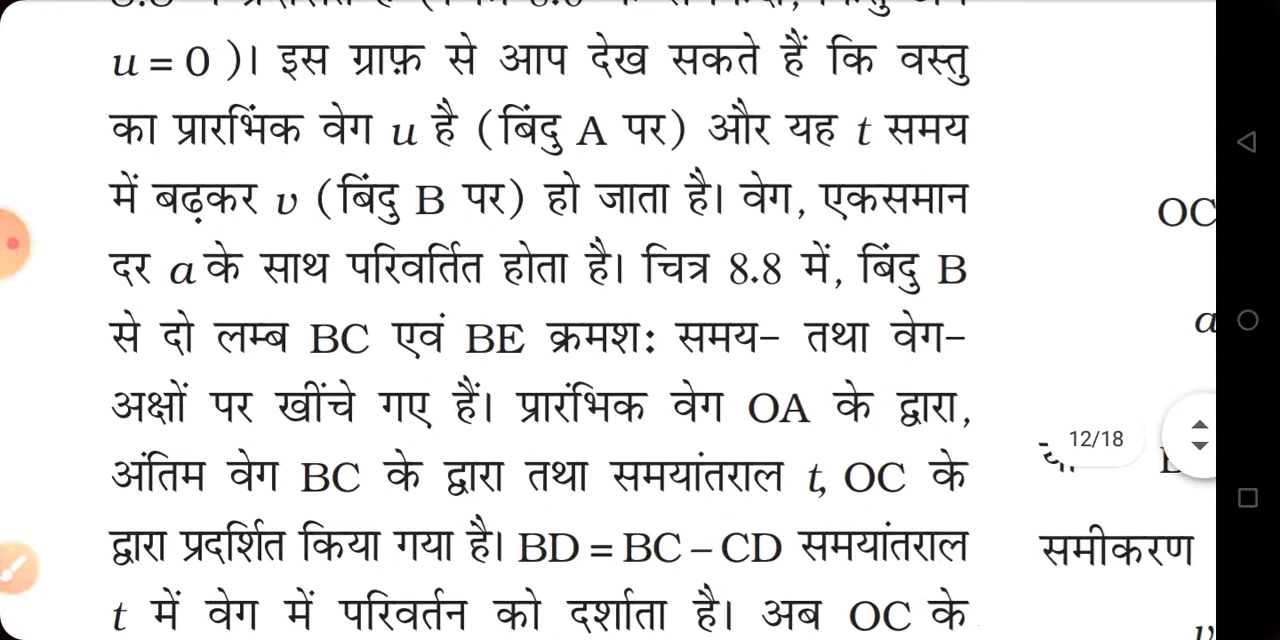 u = 0 )। इस ग्राफ़ से आप देख सकते हैं कि वस्तु
का प्रारंभिक वेग u है (बिंदु A पर) और यह t समय
में बढ़कर v (बिंदु B पर) हो जाता है। वेग, एकसमान
दर a के साथ परिवर्तित होता है। चित्र 8.8 में, बिंदु B
से दो लम्ब BC एवं BE क्रमश: समय– तथा वेग–
अक्षों पर खींचे गए हैं। प्रारंभिक वेग OA के द्वारा,
अंतिम वेग BC के द्वारा तथा समयांतराल t, OC के
द्वारा प्रदर्शित किया गया है। BD = BC – CD समयांतराल
t में वेग में परिवर्तन को दर्शाता है। अब OC के
OC
a
12/18
समीकरण
v